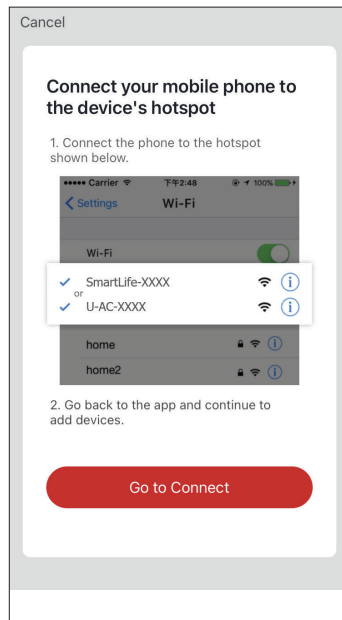 Cancel
Connect your mobile phone to
the device's hotspot
1. Connect the phone to the hotspot
shown below.
Carrier 下午2:48 100%
Settings Wi-Fi
Wi-Fi
SmartLife-XXXX
or
U-AC-XXXX
home
home2
2. Go back to the app and continue to
add devices.
Go to Connect